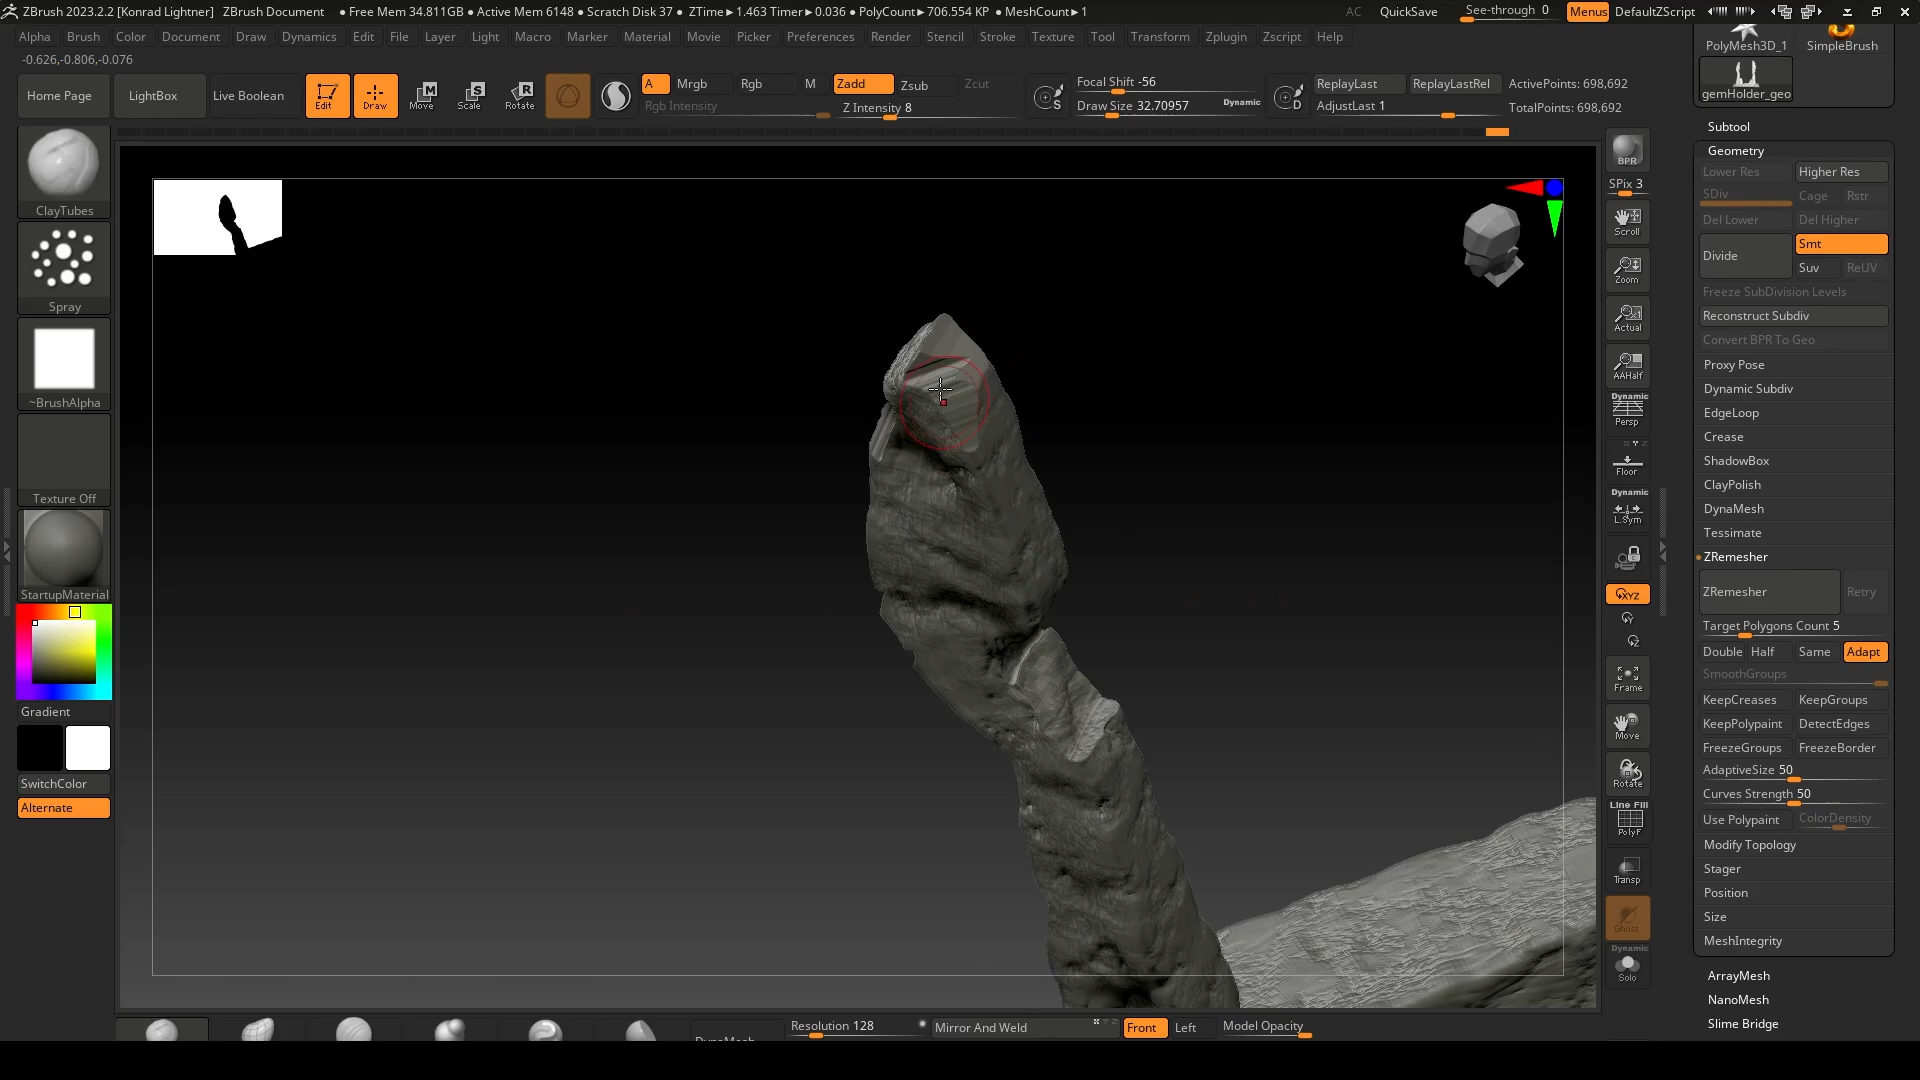 ZBrush 2023.2.2 [Konrad Lightner] ZBrush Document ● Free Mem 34.811GB ● Active Mem 6148 ● Scratch Disk 37 ● ZTime►1.463 Timer►0.036 ● PolyCount►706.554 KP ● MeshCount►1 AC QuickSave See-through 0 Menus DefaultZScript
Alpha Brush Color Document Draw Dynamics Edit File Layer Light Macro Marker Material Movie Picker Preferences Render Stencil Stroke Texture Tool Transform Zplugin Zscript Help
-0.626,-0.806,-0.076
Home Page LightBox Live Boolean Edit Draw Move Scale Rotate
A Mrgb Rgb M Zadd Zsub Zcut
Rgb Intensity Z Intensity 8
Focal Shift -56
Draw Size 32.70957 Dynamic
ReplayLast ReplayLastRel ActivePoints: 698,692
AdjustLast 1 TotalPoints: 698,692
ClayTubes
Spray
~BrushAlpha
Texture Off
StartupMaterial
Gradient
SwitchColor
Alternate
BPR
SPix 3
Scroll
Zoom
Actual
AAHalf
Dynamic
Persp
Floor
Dynamic
L.Sym
XYZ
Frame
Move
Rotate
Line Fill
PolyF
Transp
Ghost
Dynamic
Solo
PolyMesh3D_1 SimpleBrush
gemHolder_geo
Subtool
Geometry
Lower Res Higher Res
SDiv Cage Rstr
Del Lower Del Higher
Divide Smt
Suv ReUV
Freeze SubDivision Levels
Reconstruct Subdiv
Convert BPR To Geo
Proxy Pose
Dynamic Subdiv
EdgeLoop
Crease
ShadowBox
ClayPolish
DynaMesh
Tessimate
ZRemesher
ZRemesher Retry
Target Polygons Count 5
Double Half Same Adapt
SmoothGroups
KeepCreases KeepGroups
KeepPolypaint DetectEdges
FreezeGroups FreezeBorder
AdaptiveSize 50
Curves Strength 50
Use Polypaint ColorDensity
Modify Topology
Stager
Position
Size
MeshIntegrity
ArrayMesh
NanoMesh
Slime Bridge
Resolution 128 Mirror And Weld Front Left Model Opacity